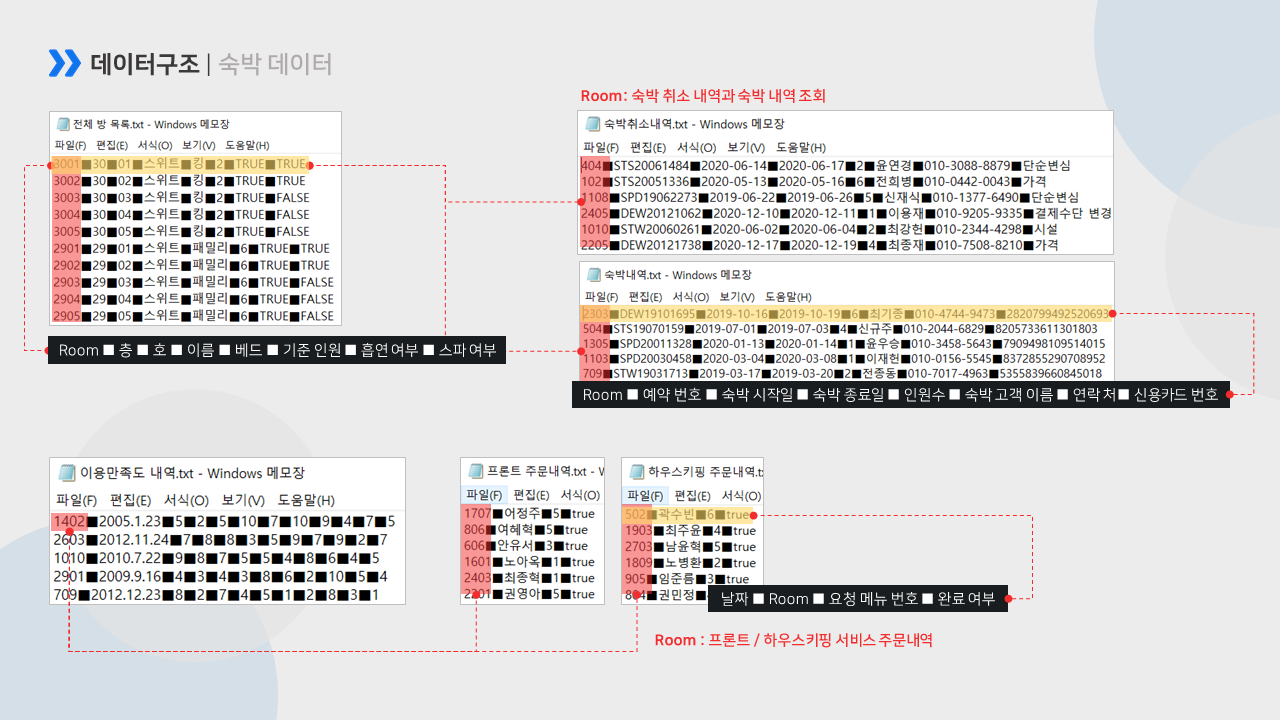 데이터구조 | 숙박 데이터
Room : 숙박 취소 내역과 숙박 내역 조회
전체 방 목록.txt - Windows 메모장
파일(F) 편집(E) 서식(O) 보기(V) 도움말(H)
3001■30■01■스위트■킹■2■TRUE■TRUE
3002■30■02■스위트■킹■2■TRUE■TRUE
3003■30■03■스위트■킹■2■TRUE■FALSE
3004■30■04■스위트■킹■2■TRUE■FALSE
3005■30■05■스위트■킹■2■TRUE■FALSE
2901■29■01■스위트■패밀리■6■TRUE■TRUE
2902■29■02■스위트■패밀리■6■TRUE■TRUE
2903■29■03■스위트■패밀리■6■TRUE■FALSE
2904■29■04■스위트■패밀리■6■TRUE■FALSE
2905■29■05■스위트■패밀리■6■TRUE■FALSE
Room ■ 층 ■ 호 ■ 이름 ■ 베드 ■ 기준 인원 ■ 흡연 여부 ■ 스파 여부
숙박취소내역.txt - Windows 메모장
파일(F) 편집(E) 서식(O) 보기(V) 도움말(H)
404■STS20061484■2020-06-14■2020-06-17■2■윤연경■010-3088-8879■단순변심
102■STS20051336■2020-05-13■2020-05-16■6■전희병■010-0442-0043■가격
1108■SPD19062273■2019-06-22■2019-06-26■5■신재식■010-1377-6490■단순변심
2405■DEW20121062■2020-12-10■2020-12-11■1■이용재■010-9205-9335■결제수단 변경
1010■STW20060261■2020-06-02■2020-06-04■2■최강헌■010-2344-4298■시설
2205■DEW20121738■2020-12-17■2020-12-19■4■최종재■010-7508-8210■가격
숙박내역.txt - Windows 메모장
파일(F) 편집(E) 서식(O) 보기(V) 도움말(H)
2303■DEW19101695■2019-10-16■2019-10-19■6■최기종■010-4744-9473■2820799492520693
504■STS19070159■2019-07-01■2019-07-03■4■신규주■010-2044-6829■8205733611301803
1305■SPD20011328■2020-01-13■2020-01-14■1■윤우승■010-3458-5643■7909498109514015
1103■SPD20030458■2020-03-04■2020-03-08■1■이재헌■010-0156-5545■8372855290708952
709■STW19031713■2019-03-17■2019-03-20■2■전종동■010-7017-4963■5355839660845018
Room ■ 예약 번호 ■ 숙박 시작일 ■ 숙박 종료일 ■ 인원수 ■ 숙박 고객 이름 ■ 연락 처 ■ 신용카드 번호
이용만족도 내역.txt - Windows 메모장
파일(F) 편집(E) 서식(O) 보기(V) 도움말(H)
1402■2005.1.23■5■2■5■10■7■10■9■4■7■5
2603■2012.11.24■7■8■8■3■5■9■7■9■2■7
1010■2010.7.22■9■8■7■5■5■4■8■6■4■5
2901■2009.9.16■4■3■4■3■8■6■2■10■5■4
709■2012.12.23■8■2■7■4■5■1■2■8■3■1
프론트 주문내역.txt - W
파일(F) 편집(E) 서식(O)
1707■어정주■5■true
806■여혜혁■5■true
606■안유서■3■true
1601■노아옥■1■true
2403■최종혁■1■true
2201■권영아■5■true
하우스키핑 주문내역.t
파일(F) 편집(E) 서식(O)
502■곽수빈■6■true
1903■최주윤■4■true
2703■남윤혁■5■true
1809■노병환■2■true
905■임준름■3■true
804■권민정■
날짜 ■ Room ■ 요청 메뉴 번호 ■ 완료 여부
Room : 프론트 / 하우스키핑 서비스 주문내역